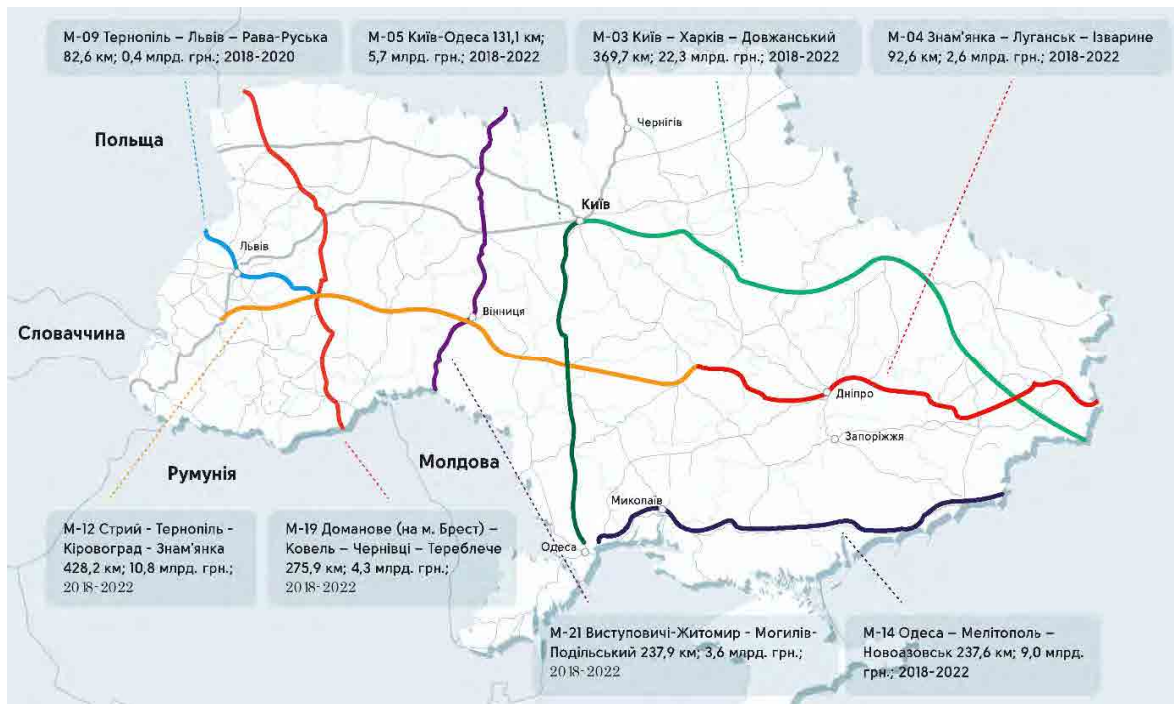 М-09 Тернопіль – Львів – Рава-Руська
82,6 км; 0,4 млрд. грн.; 2018-2020
М-05 Київ-Одеса 131,1 км;
5,7 млрд. грн.; 2018-2022
М-03 Київ – Харків – Довжанський
369,7 км; 22,3 млрд. грн.; 2018-2022
М-04 Знам'янка – Луганськ – Ізварине
92,6 км; 2,6 млрд. грн.; 2018-2022
Польща
Чернігів
Київ
Львів
Словаччина
Вінниця
Дніпро
Запоріжжя
Румунія
Молдова
Миколаїв
Одеса
М-12 Стрий - Тернопіль -
Кіровоград - Знам'янка
428,2 км; 10,8 млрд. грн.;
2018-2022
М-19 Доманове (на м. Брест) –
Ковель – Чернівці – Тереблече
275,9 км; 4,3 млрд. грн.;
2018-2022
М-21 Виступовичі-Житомир - Могилів-
Подільський 237,9 км; 3,6 млрд. грн.;
2018-2022
М-14 Одеса – Мелітополь –
Новоазовськ 237,6 км; 9,0 млрд.
грн.; 2018-2022